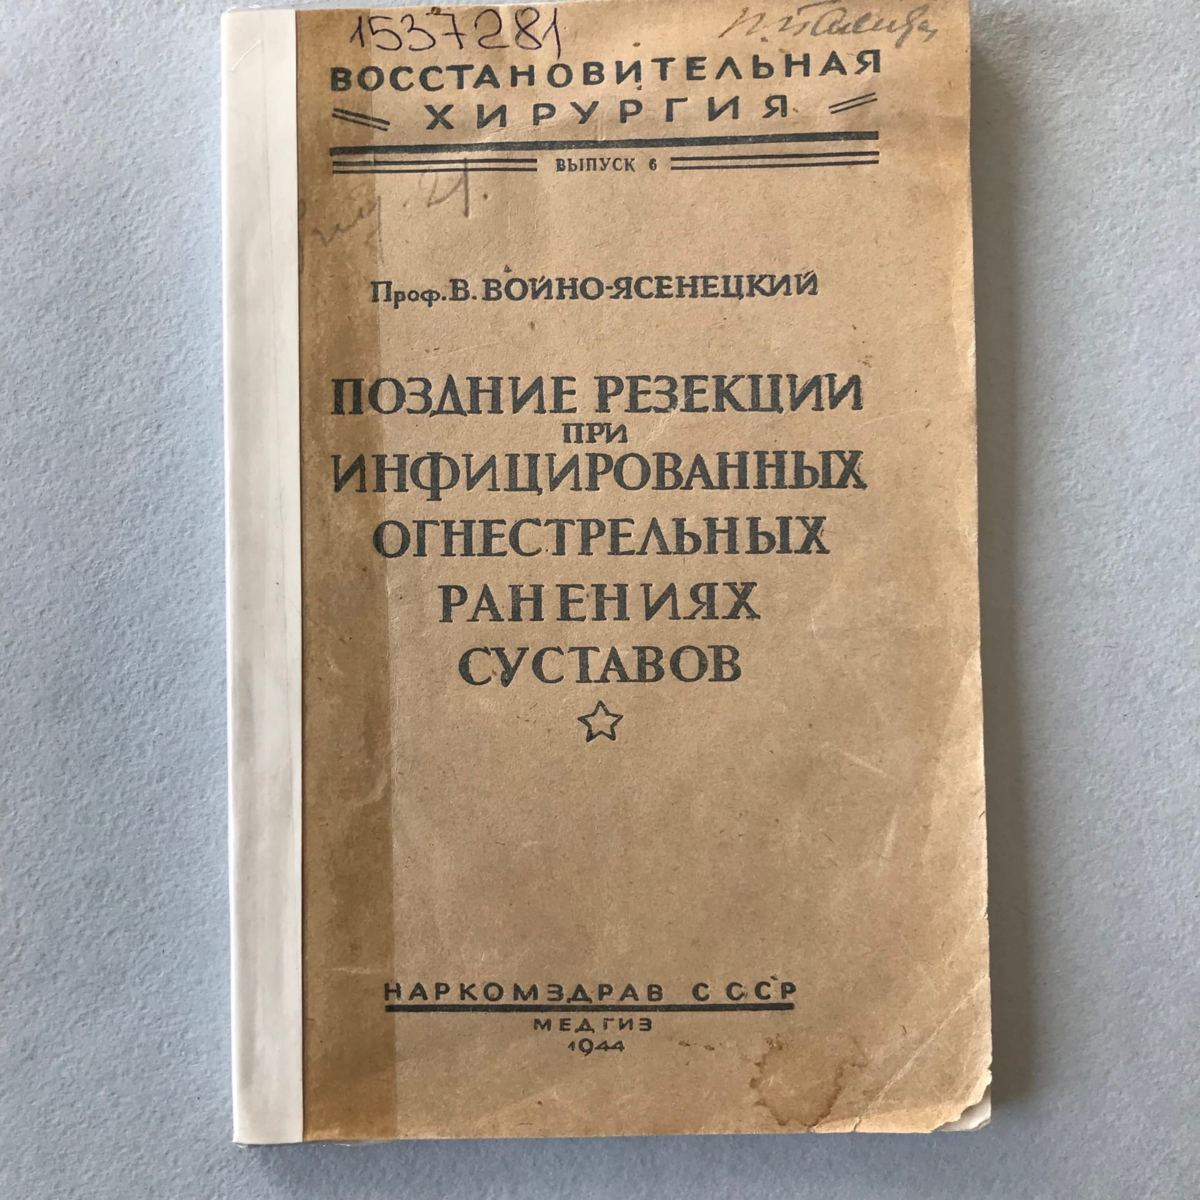 1537281
ВОССТАНОВИТЕЛЬНАЯ
ХИРУРГИЯ
ВЫПУСК 6
21.
Проф. В. ВОЙНО-ЯСЕНЕЦКИЙ
ПОЗДНИЕ РЕЗЕКЦИИ
ПРИ
ИНФИЦИРОВАННЫХ
ОГНЕСТРЕЛЬНЫХ
РАНЕНИЯХ
СУСТАВОВ
НАРКОМЗДРАВ СССР
МЕДГИЗ
1944